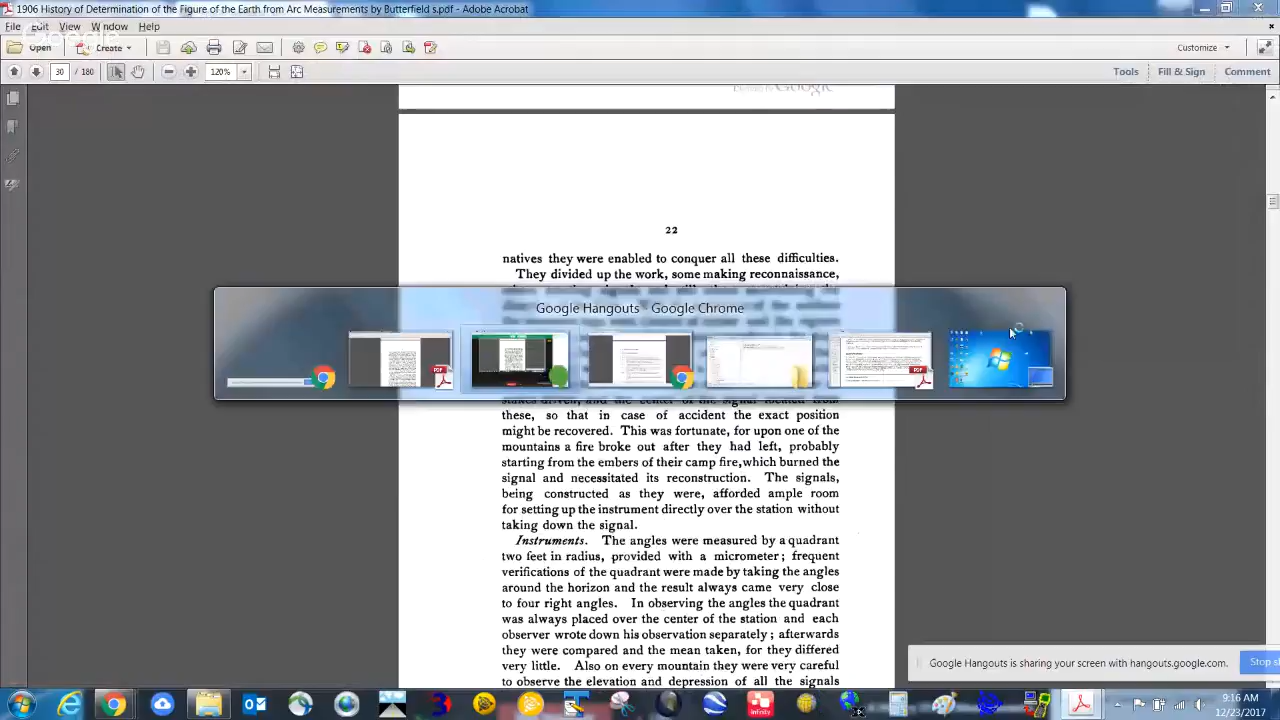 1906 History of Determination of the Figure of the Earth from Arc Measurements by Butterfield s.pdf - Adobe Acrobat
File Edit View Window Help
Open Create Customize
30 / 180 120% Tools Fill & Sign Comment
Google
22
natives they were enabled to conquer all these difficulties.
They divided up the work, some making reconnaissance,
Google Hangouts - Google Chrome
these, so that in case of accident the exact position
might be recovered. This was fortunate, for upon one of the
mountains a fire broke out after they had left, probably
starting from the embers of their camp fire, which burned the
signal and necessitated its reconstruction. The signals,
being constructed as they were, afforded ample room
for setting up the instrument directly over the station without
taking down the signal.
Instruments. The angles were measured by a quadrant
two feet in radius, provided with a micrometer; frequent
verifications of the quadrant were made by taking the angles
around the horizon and the result always came very close
to four right angles. In observing the angles the quadrant
was always placed over the center of the station and each
observer wrote down his observation separately; afterwards
they were compared and the mean taken, for they differed
very little. Also on every mountain they were very careful
to observe the elevation and depression of all the signals
Google Hangouts is sharing your screen with hangouts.google.com. Stop
infinity
9:16 AM
12/23/2017